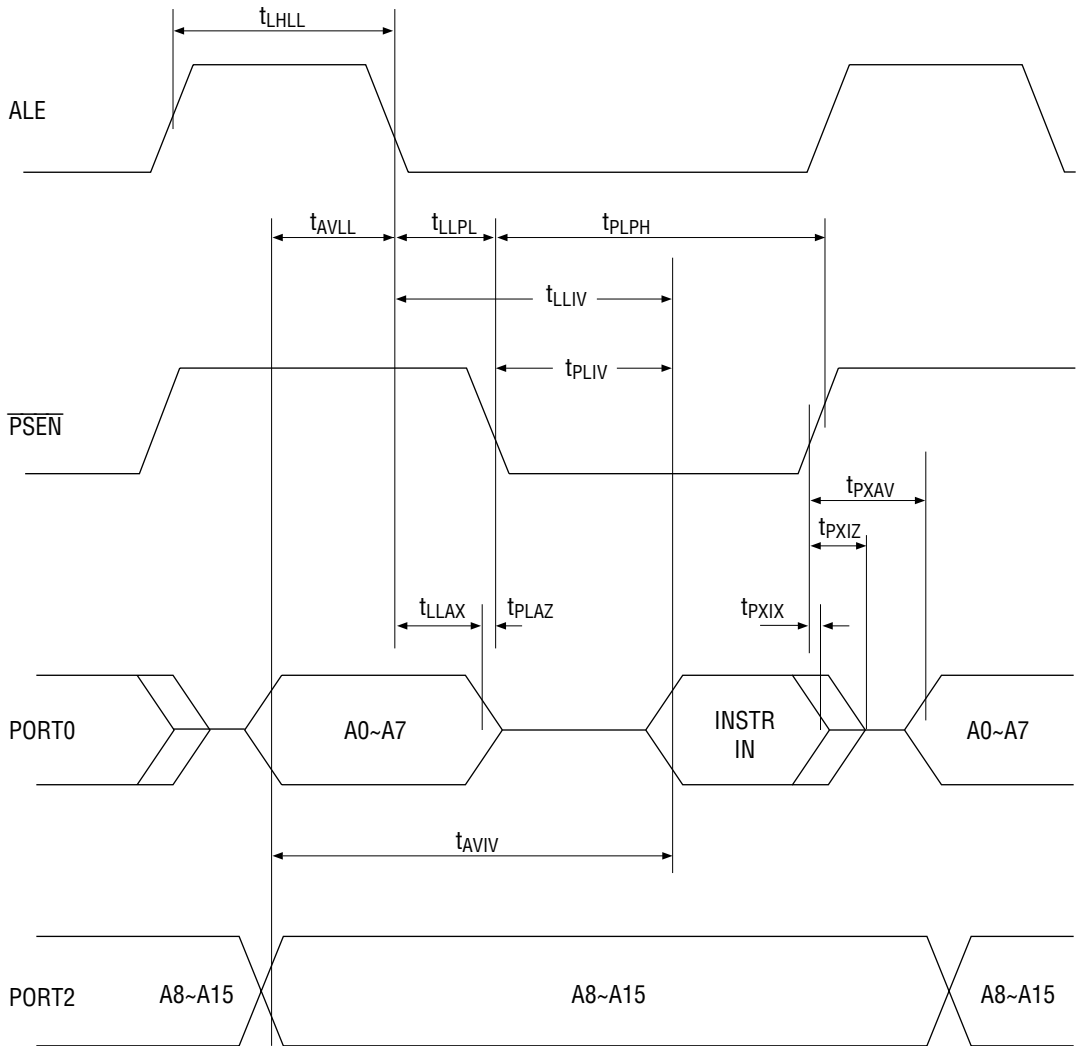 tLHLL
ALE
tAVLL tLLPL tPLPH
tLLIV
tPLIV
PSEN
tPXAV
tPXIZ
tLLAX tPLAZ tPXIX
PORT0 A0~A7 INSTR IN A0~A7
tAVIV
PORT2 A8~A15 A8~A15 A8~A15